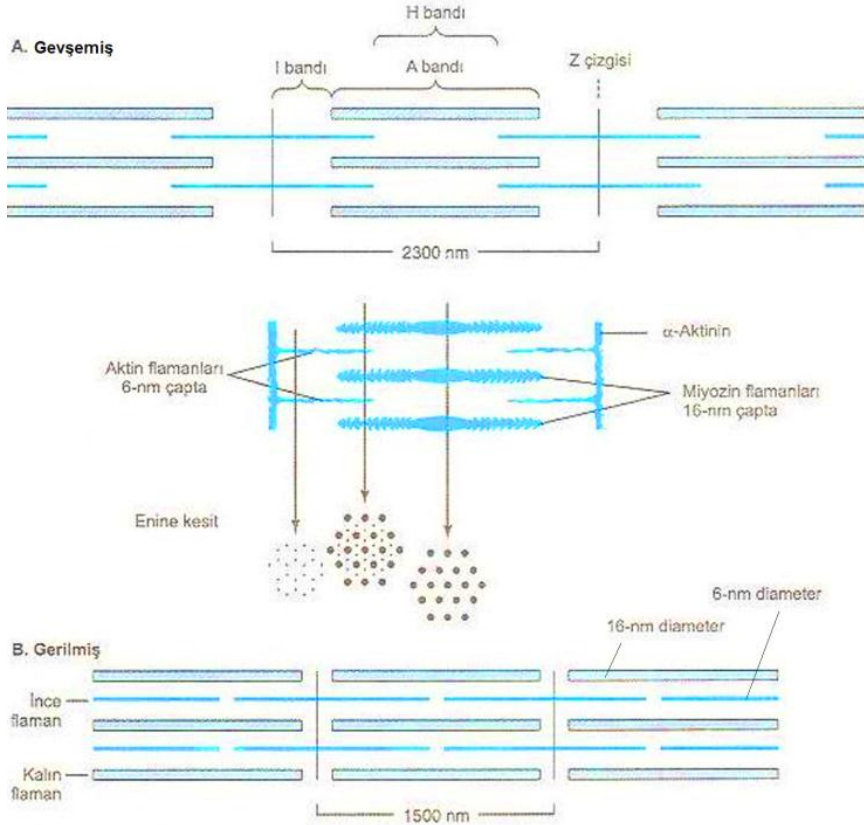 H bandı
A. Gevşemiş
I bandı
A bandı
Z çizgisi
2300 nm
α-Aktinin
Aktin flamanları
6-nm çapta
Miyozin flamanları
16-nm çapta
Enine kesit
6-nm diameter
16-nm diameter
B. Gerilmiş
İnce
flaman
Kalın
flaman
1500 nm